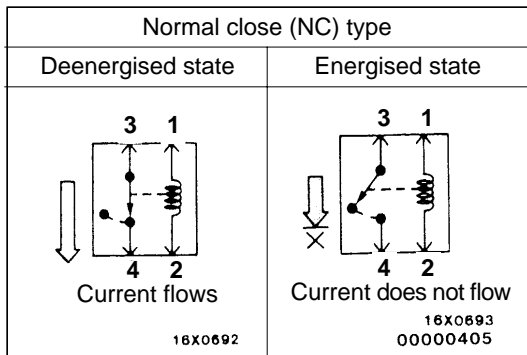 Normal close (NC) type
Deenergised state
Energised state
3 1
4 2
Current flows
16X0692
3 1
4 2
Current does not flow
16X0693
00000405